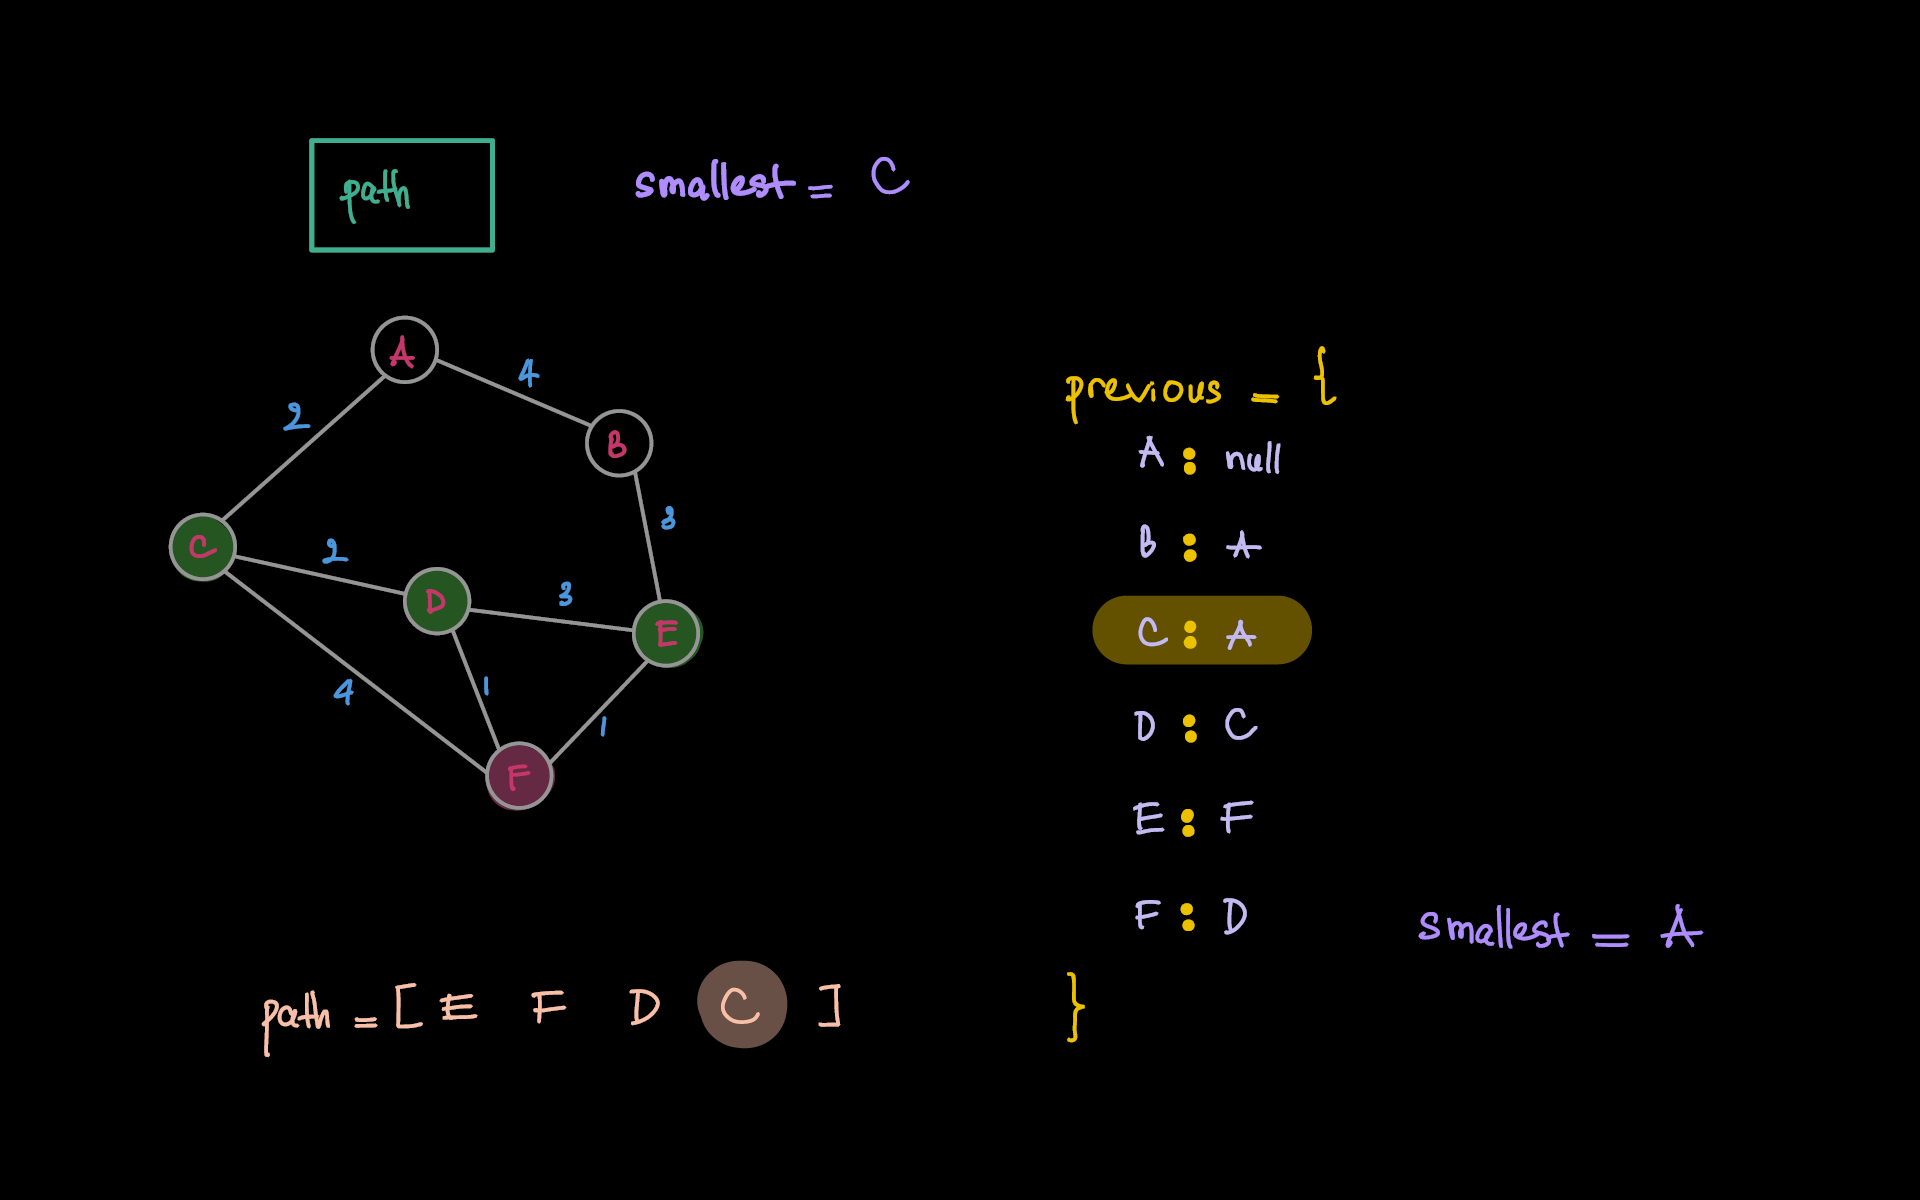 path
smallest = C
A
4
2
B
3
C
2
D
3
E
4
1
1
F
previous = {
A : null
B : A
C : A
D : C
E : F
F : D
}
smallest = A
path = [ E F D C ]